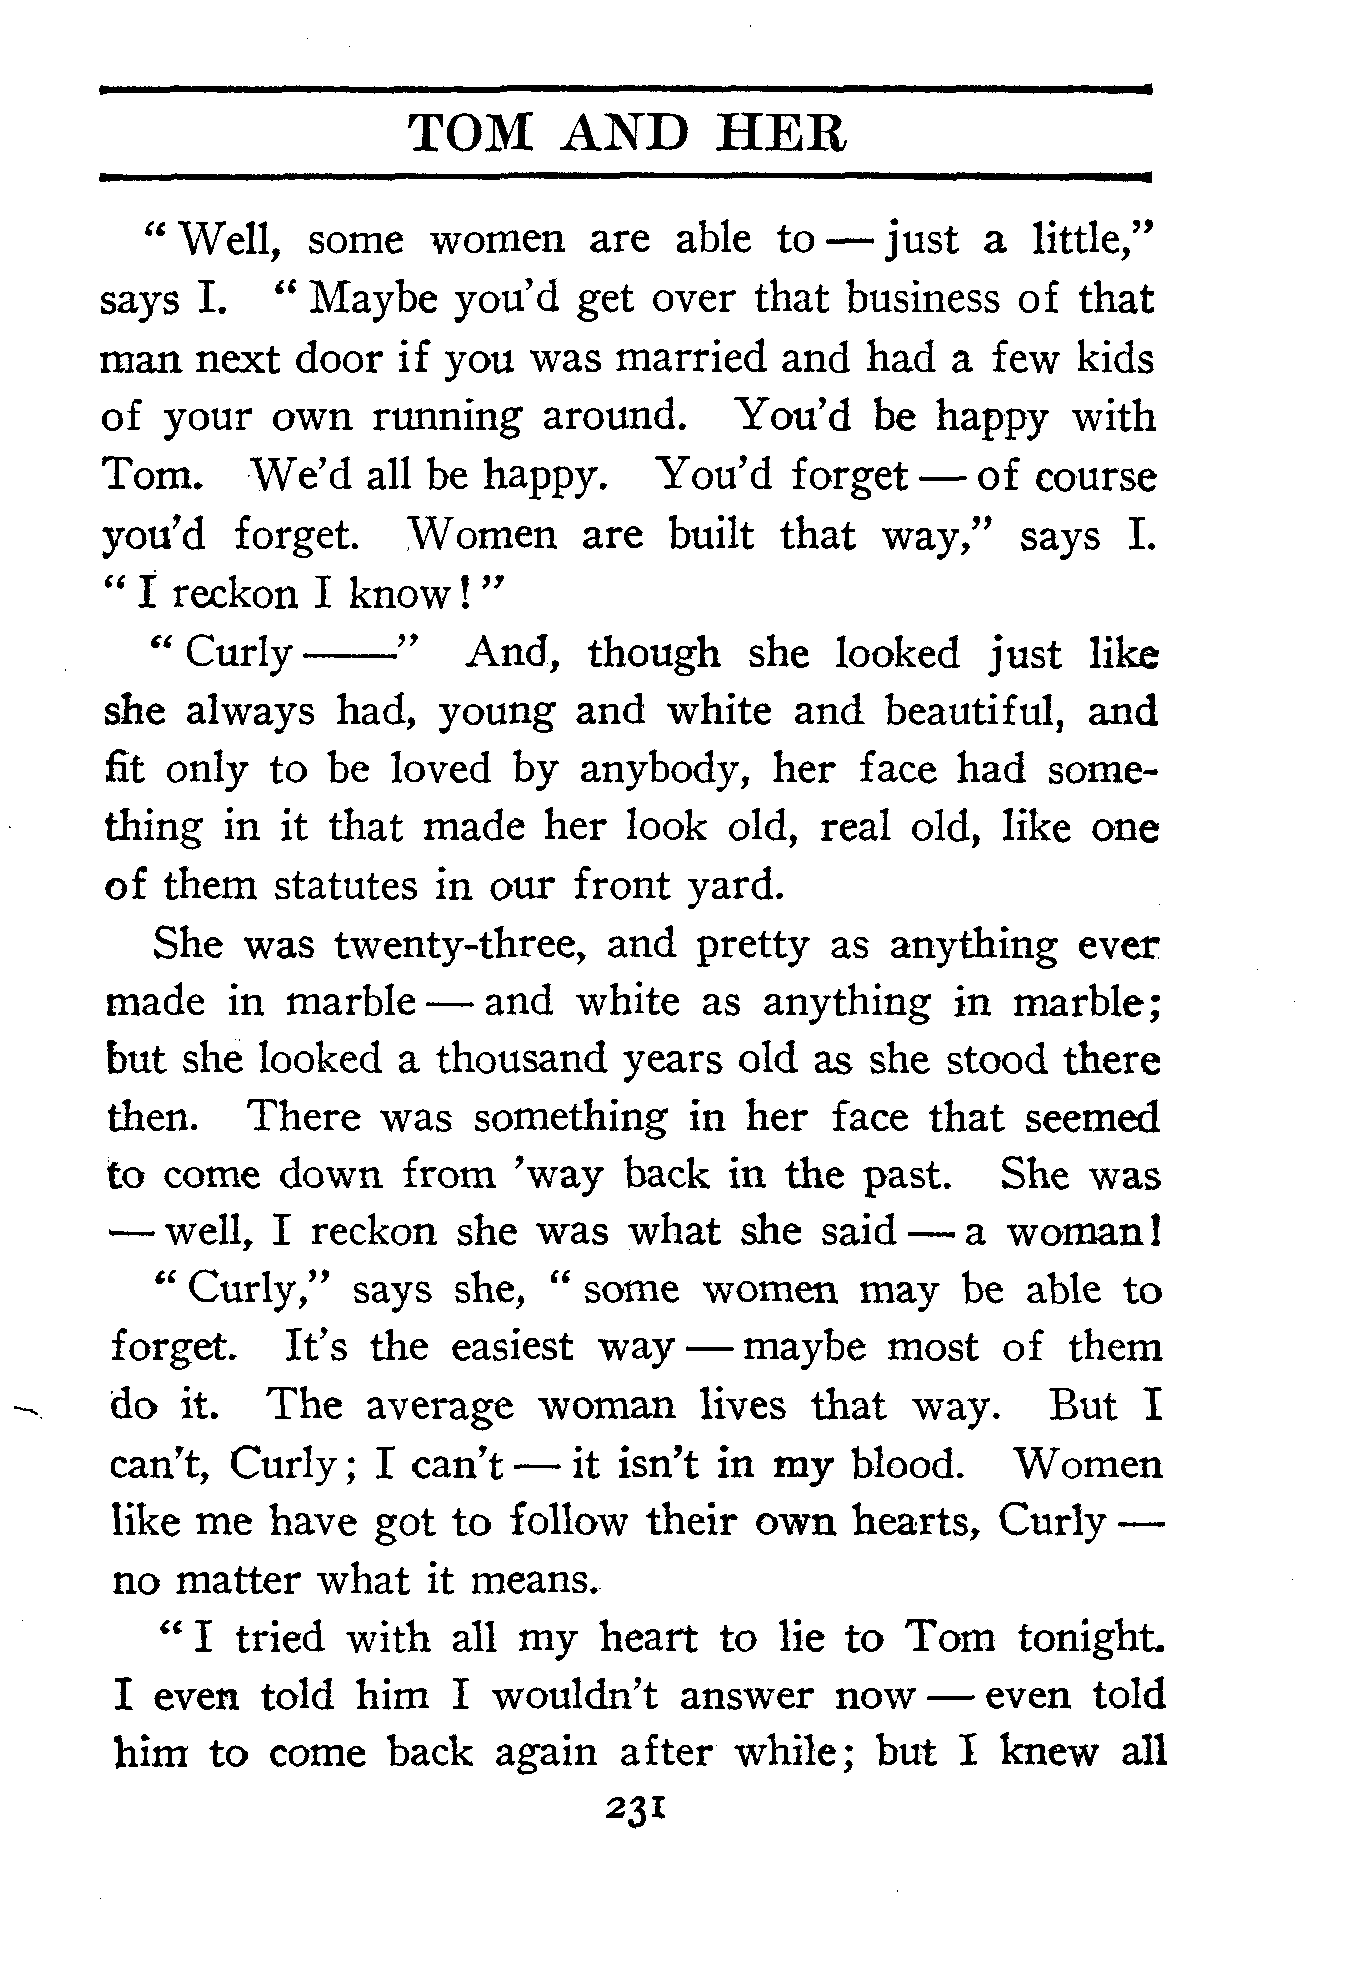 TOM AND HER
" Well, some women are able to — just a little,"
says I. " Maybe you'd get over that business of that
man next door if you was married and had a few kids
of your own running around. You'd be happy with
Tom. We'd all be happy. You'd forget — of course
you'd forget. Women are built that way," says I.
" I reckon I know! "
" Curly ——" And, though she looked just like
she always had, young and white and beautiful, and
fit only to be loved by anybody, her face had some-
thing in it that made her look old, real old, like one
of them statutes in our front yard.
She was twenty-three, and pretty as anything ever
made in marble — and white as anything in marble;
but she looked a thousand years old as she stood there
then. There was something in her face that seemed
to come down from 'way back in the past. She was
— well, I reckon she was what she said — a woman!
" Curly," says she, " some women may be able to
forget. It's the easiest way — maybe most of them
do it. The average woman lives that way. But I
can't, Curly; I can't — it isn't in my blood. Women
like me have got to follow their own hearts, Curly —
no matter what it means.
" I tried with all my heart to lie to Tom tonight.
I even told him I wouldn't answer now — even told
him to come back again after while; but I knew all
231